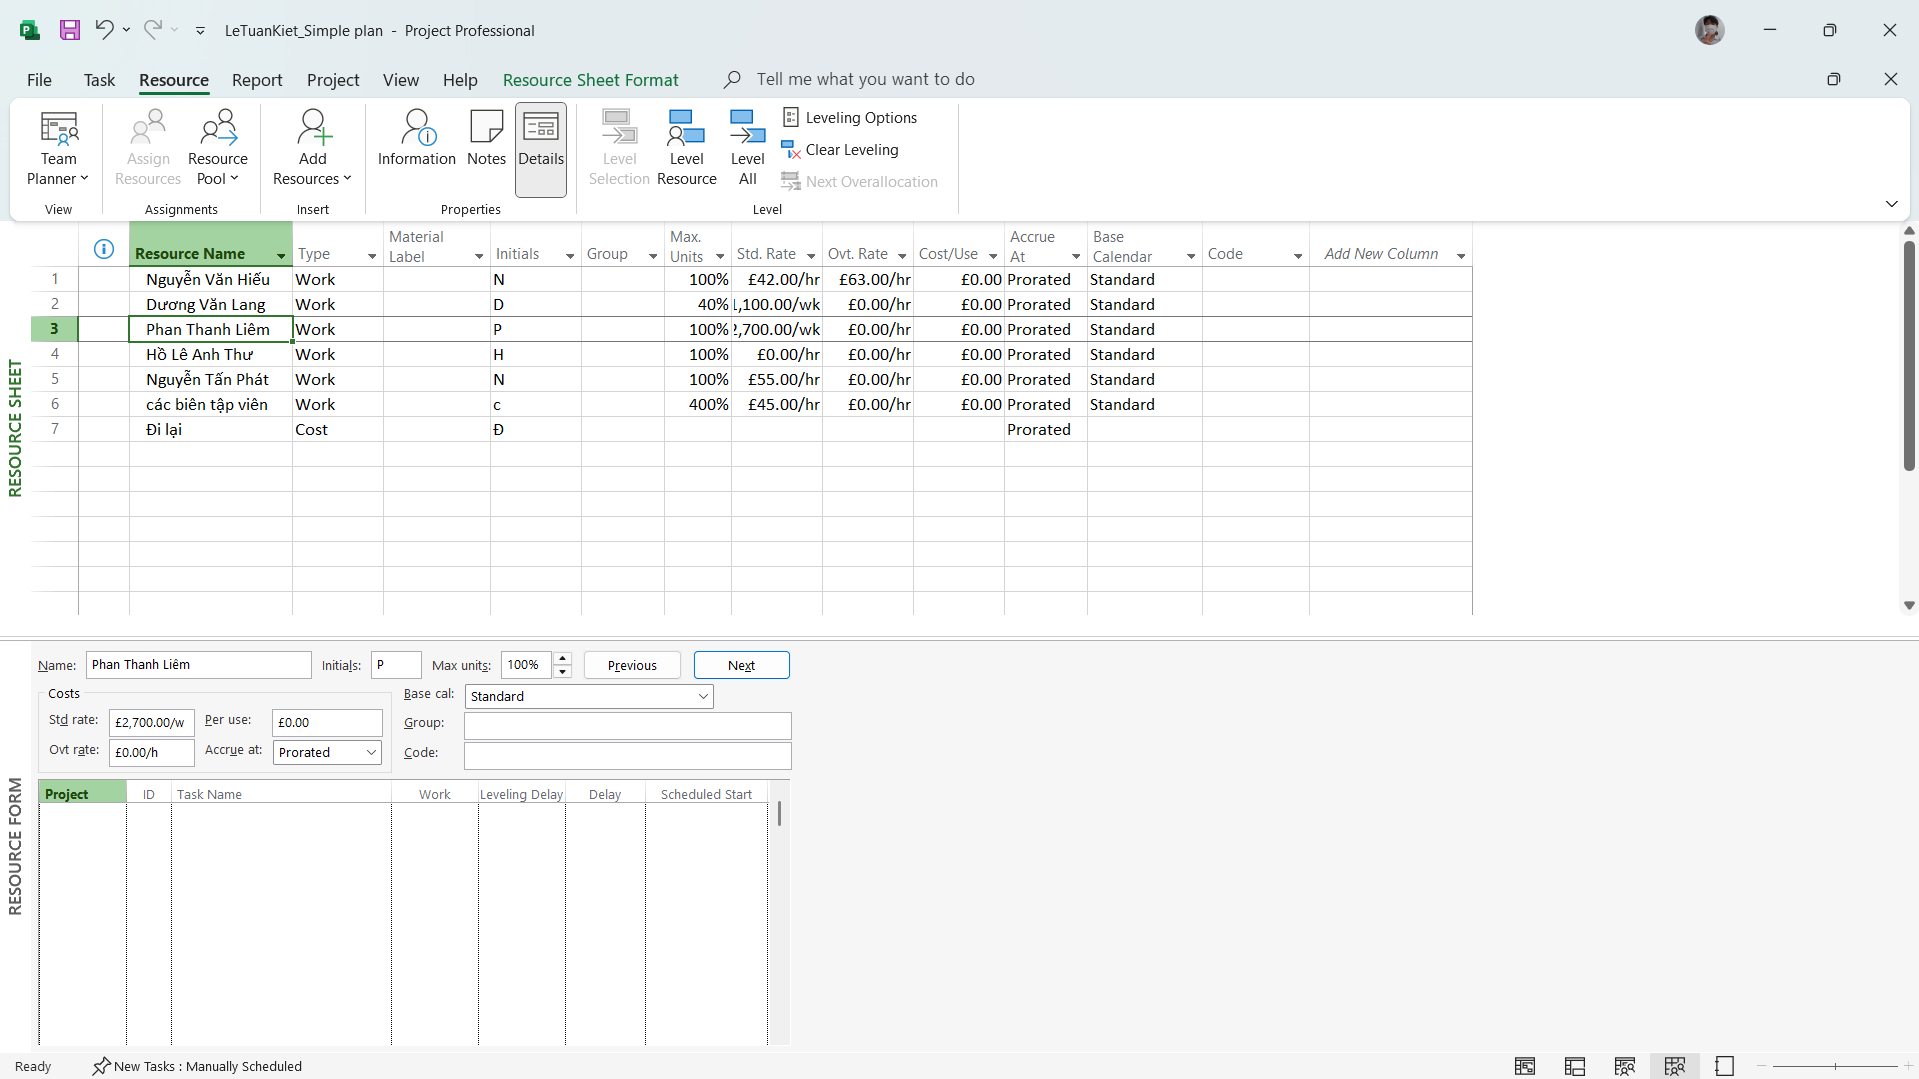 LeTuanKiet_Simple plan - Project Professional
File Task Resource Report Project View Help Resource Sheet Format Tell me what you want to do
Team Planner
Assign Resources
Resource Pool
Add Resources
Information
Notes
Details
Level Selection
Level Resource
Level All
Leveling Options
Clear Leveling
Next Overallocation
View Assignments Insert Properties Level
Resource Name Type Material Label Initials Group Max. Units Std. Rate Ovt. Rate Cost/Use Accrue At Base Calendar Code Add New Column
1 Nguyễn Văn Hiếu Work N 100% £42.00/hr £63.00/hr £0.00 Prorated Standard
2 Dương Văn Lang Work D 40% 1,100.00/wk £0.00/hr £0.00 Prorated Standard
3 Phan Thanh Liêm Work P 100% 2,700.00/wk £0.00/hr £0.00 Prorated Standard
4 Hồ Lê Anh Thư Work H 100% £0.00/hr £0.00/hr £0.00 Prorated Standard
5 Nguyễn Tấn Phát Work N 100% £55.00/hr £0.00/hr £0.00 Prorated Standard
6 các biên tập viên Work c 400% £45.00/hr £0.00/hr £0.00 Prorated Standard
7 Đi lại Cost Đ Prorated
RESOURCE SHEET
Name: Phan Thanh Liêm Initials: P Max units: 100% Previous Next
Costs Base cal: Standard
Std rate: £2,700.00/w Per use: £0.00 Group:
Ovt rate: £0.00/h Accrue at: Prorated Code:
Project ID Task Name Work Leveling Delay Delay Scheduled Start
RESOURCE FORM
Ready New Tasks : Manually Scheduled